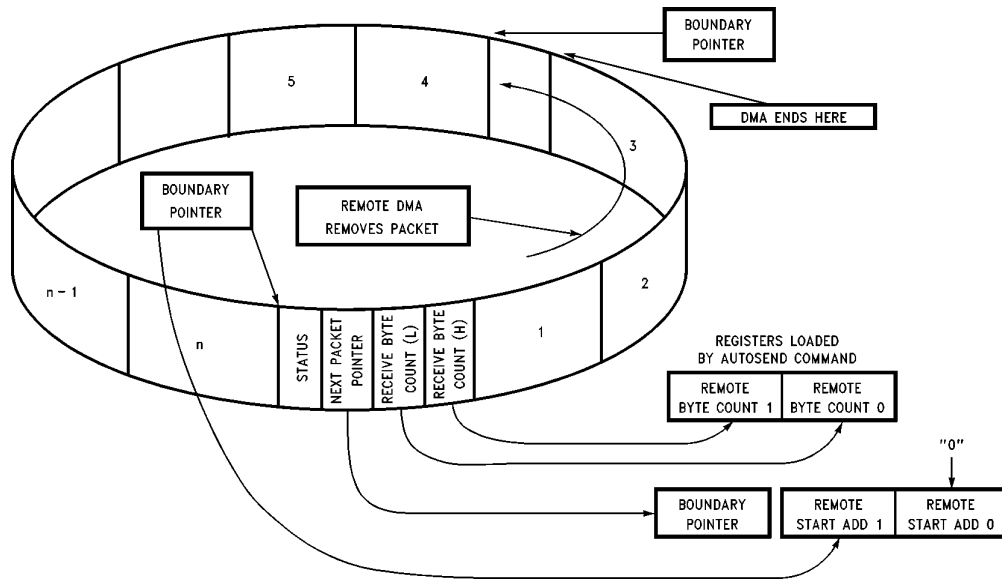 BOUNDARY
POINTER
5
4
DMA ENDS HERE
3
BOUNDARY
POINTER
REMOTE DMA
REMOVES PACKET
n – 1
n
STATUS
NEXT PACKET
POINTER
RECEIVE BYTE
COUNT (L)
RECEIVE BYTE
COUNT (H)
1
2
REGISTERS LOADED
BY AUTOSEND COMMAND
REMOTE
BYTE COUNT 1
REMOTE
BYTE COUNT 0
"0"
BOUNDARY
POINTER
REMOTE
START ADD 1
REMOTE
START ADD 0